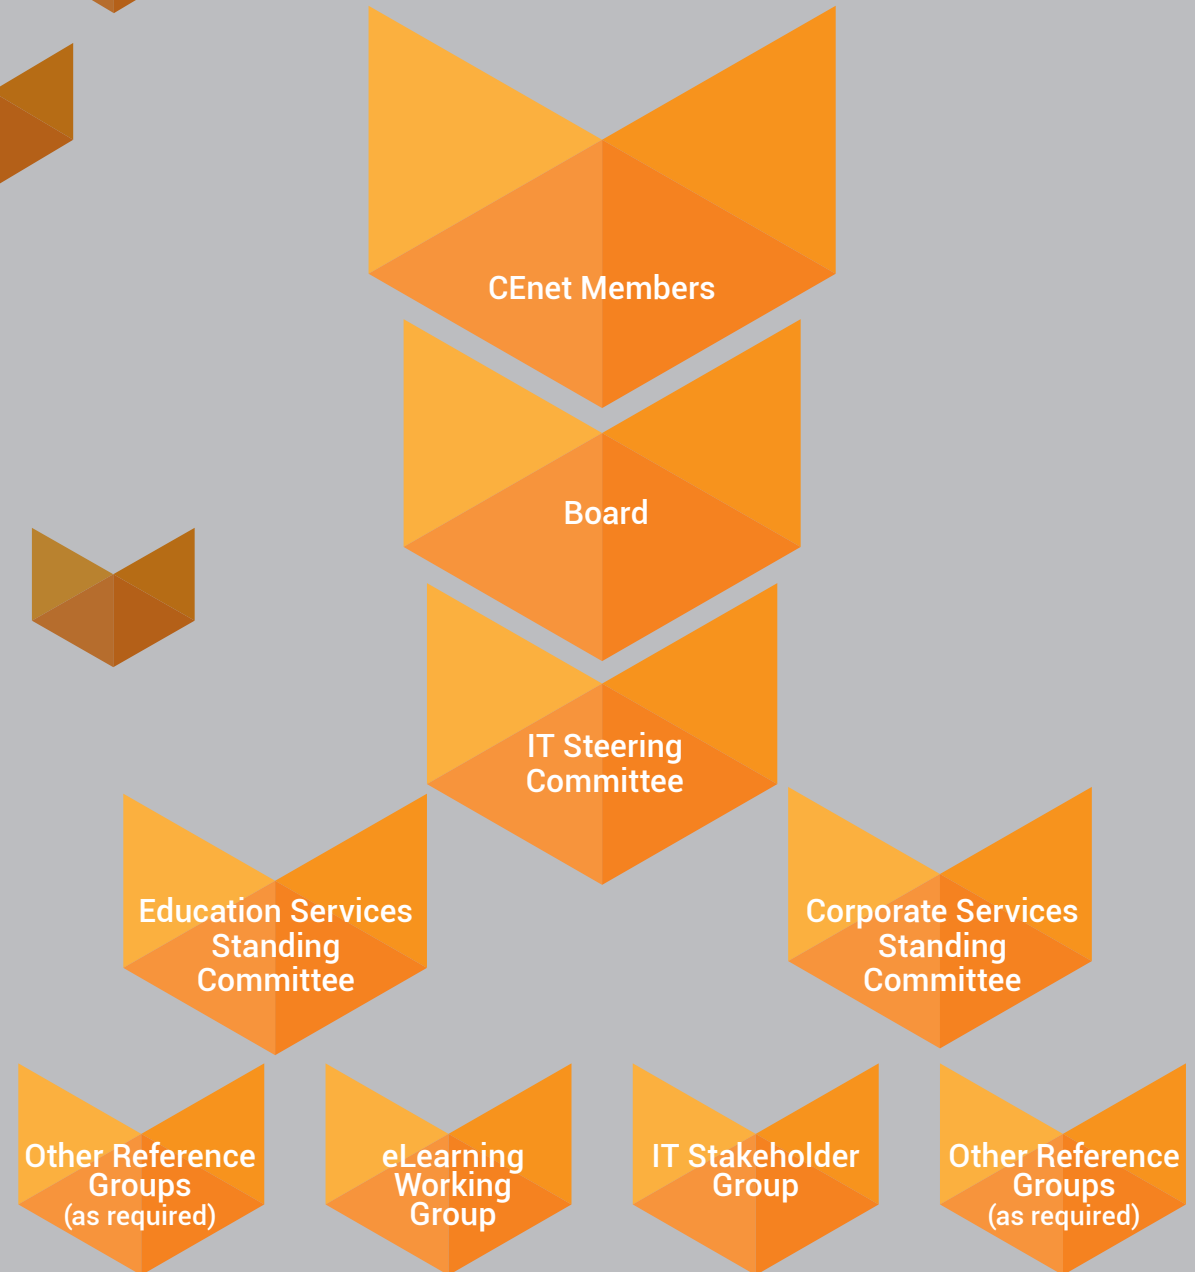 CEnet Members
Board
IT Steering
Committee
Education Services
Standing
Committee
Corporate Services
Standing
Committee
Other Reference
Groups
(as required)
eLearning
Working
Group
IT Stakeholder
Group
Other Reference
Groups
(as required)